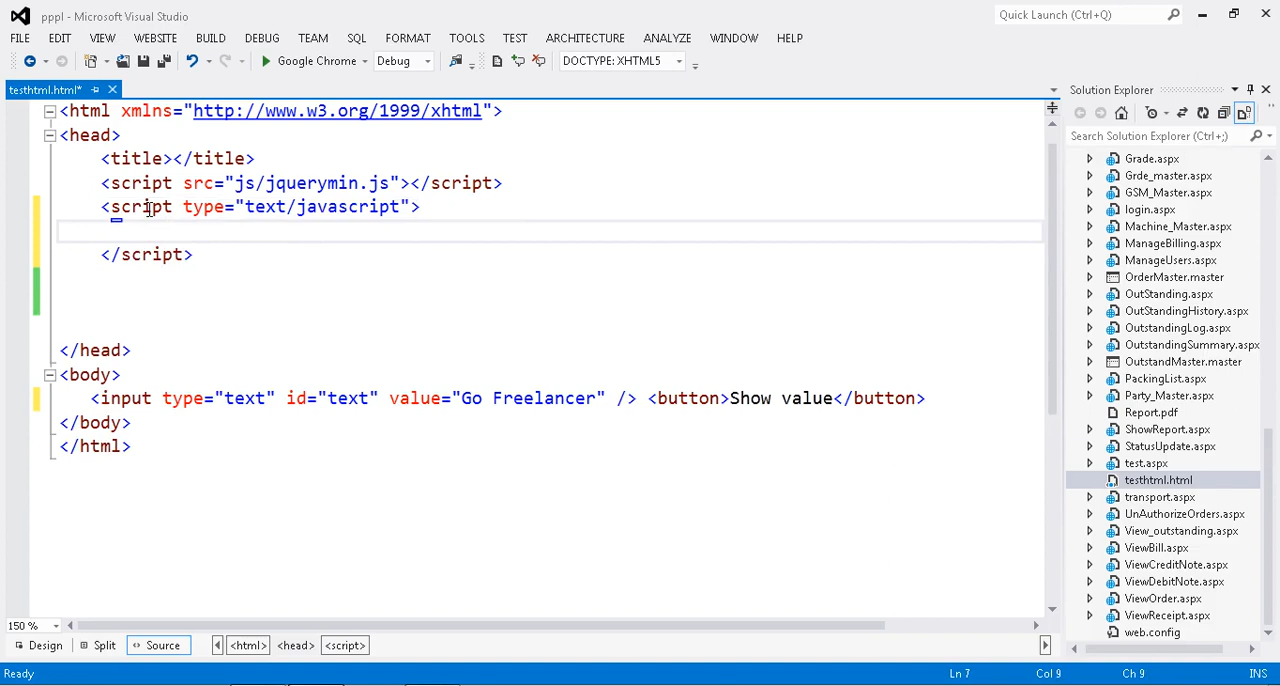 pppl - Microsoft Visual Studio
Quick Launch (Ctrl+Q)
FILE EDIT VIEW WEBSITE BUILD DEBUG TEAM SQL FORMAT TOOLS TEST ARCHITECTURE ANALYZE WINDOW HELP
Google Chrome Debug DOCTYPE: XHTML5
testhtml.html*
<html xmlns="http://www.w3.org/1999/xhtml">
<head>
<title></title>
<script src="js/jquerymin.js"></script>
<script type="text/javascript">
</script>
</head>
<body>
<input type="text" id="text" value="Go Freelancer" /> <button>Show value</button>
</body>
</html>
150 %
Design Split Source <html> <head> <script>
Ready Ln 7 Col 9 Ch 9 INS
Solution Explorer
Search Solution Explorer (Ctrl+;)
Grade.aspx
Grde_master.aspx
GSM_Master.aspx
login.aspx
Machine_Master.aspx
ManageBilling.aspx
ManageUsers.aspx
OrderMaster.master
OutStanding.aspx
OutStandingHistory.aspx
OutstandingLog.aspx
OutstandingSummary.aspx
OutstandMaster.master
PackingList.aspx
Party_Master.aspx
Report.pdf
ShowReport.aspx
StatusUpdate.aspx
test.aspx
testhtml.html
transport.aspx
UnAuthorizeOrders.aspx
View_outstanding.aspx
ViewBill.aspx
ViewCreditNote.aspx
ViewDebitNote.aspx
ViewOrder.aspx
ViewReceipt.aspx
web.config